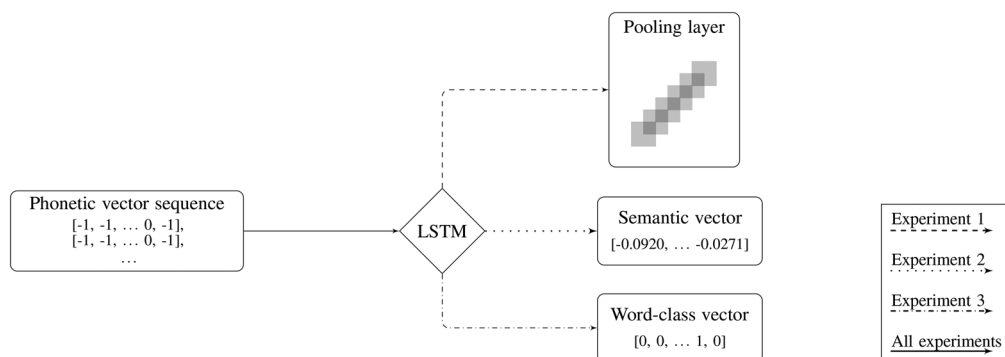 Pooling layer
Phonetic vector sequence
[-1, -1, … 0, -1],
[-1, -1, … 0, -1],
…
LSTM
Semantic vector
[-0.0920, … -0.0271]
Word-class vector
[0, 0, … 1, 0]
Experiment 1
Experiment 2
Experiment 3
All experiments